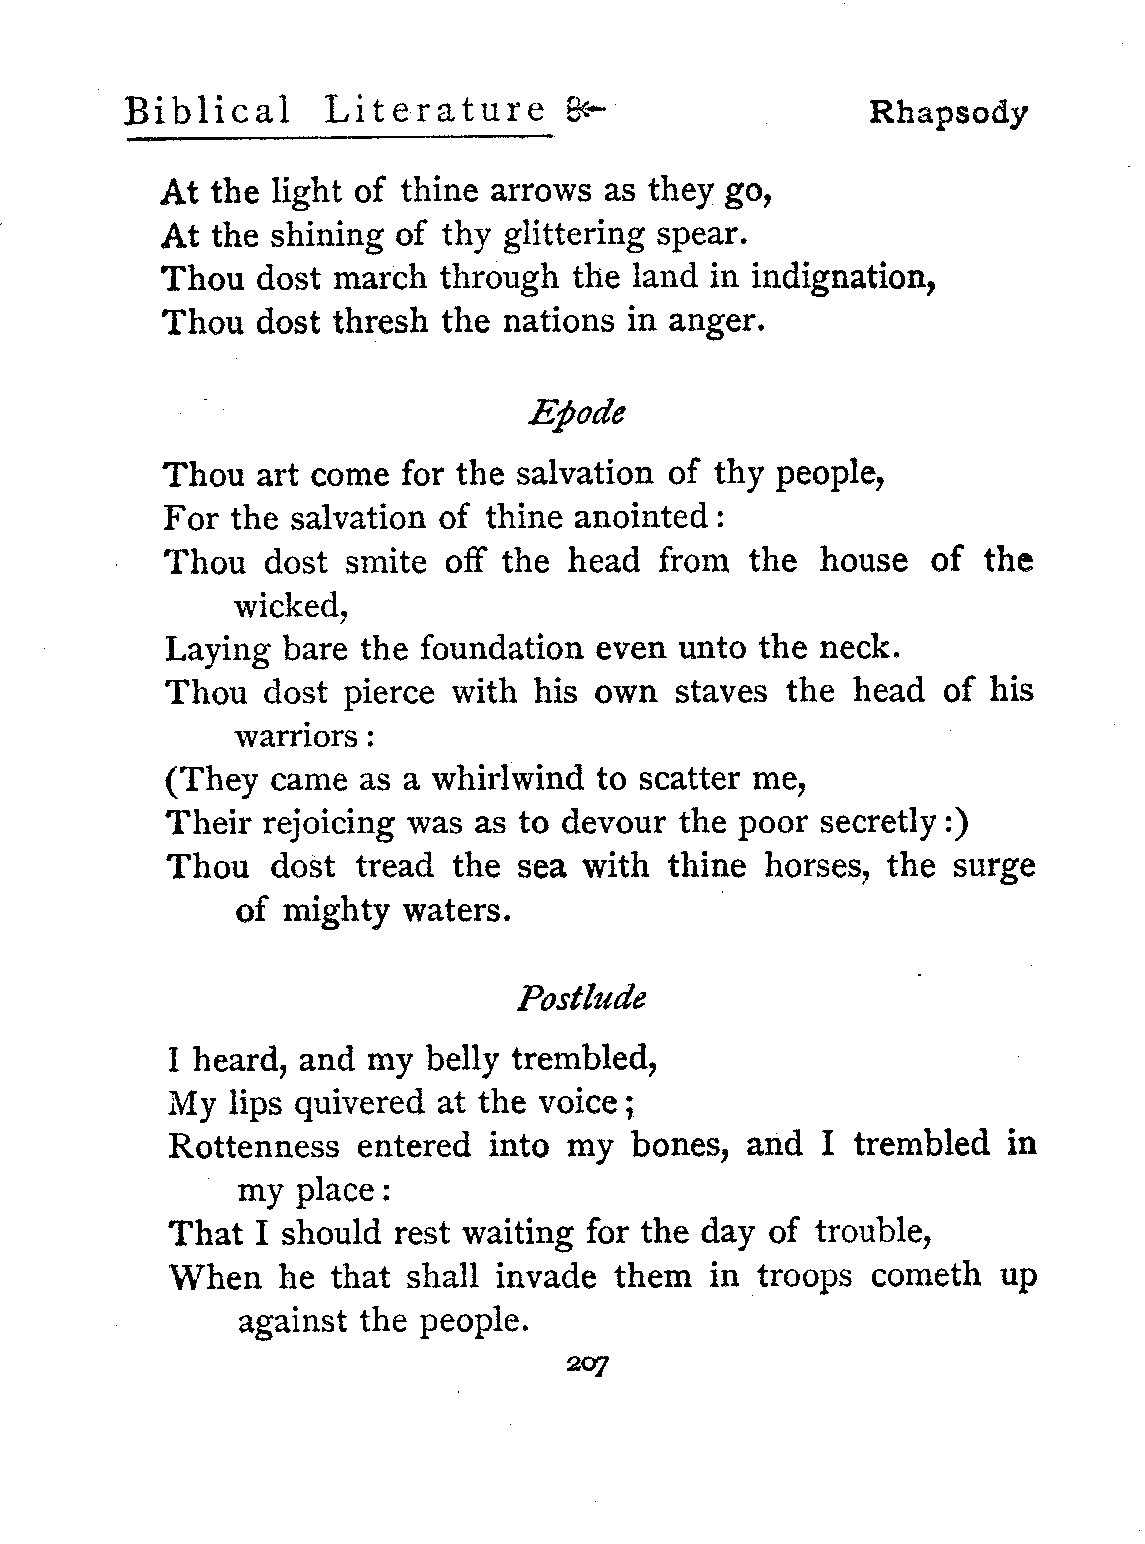 Biblical Literature Rhapsody
At the light of thine arrows as they go,
At the shining of thy glittering spear.
Thou dost march through the land in indignation,
Thou dost thresh the nations in anger.
Epode
Thou art come for the salvation of thy people,
For the salvation of thine anointed :
Thou dost smite off the head from the house of the
wicked,
Laying bare the foundation even unto the neck.
Thou dost pierce with his own staves the head of his
warriors :
(They came as a whirlwind to scatter me,
Their rejoicing was as to devour the poor secretly :)
Thou dost tread the sea with thine horses, the surge
of mighty waters.
Postlude
I heard, and my belly trembled,
My lips quivered at the voice ;
Rottenness entered into my bones, and I trembled in
my place :
That I should rest waiting for the day of trouble,
When he that shall invade them in troops cometh up
against the people.
207